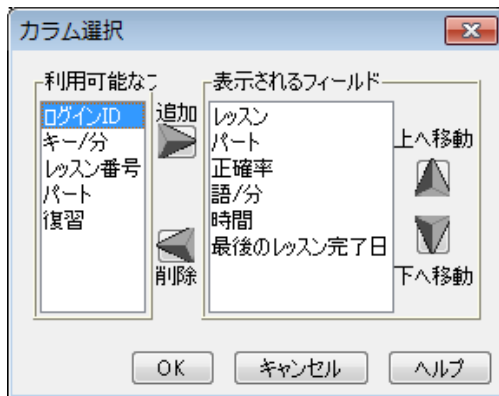 カラム選択
利用可能なフ
ログインID
キー/分
レッスン番号
パート
復習
追加
削除
表示されるフィールド
レッスン
パート
正確率
語/分
時間
最後のレッスン完了日
上へ移動
下へ移動
OK
キャンセル
ヘルプ